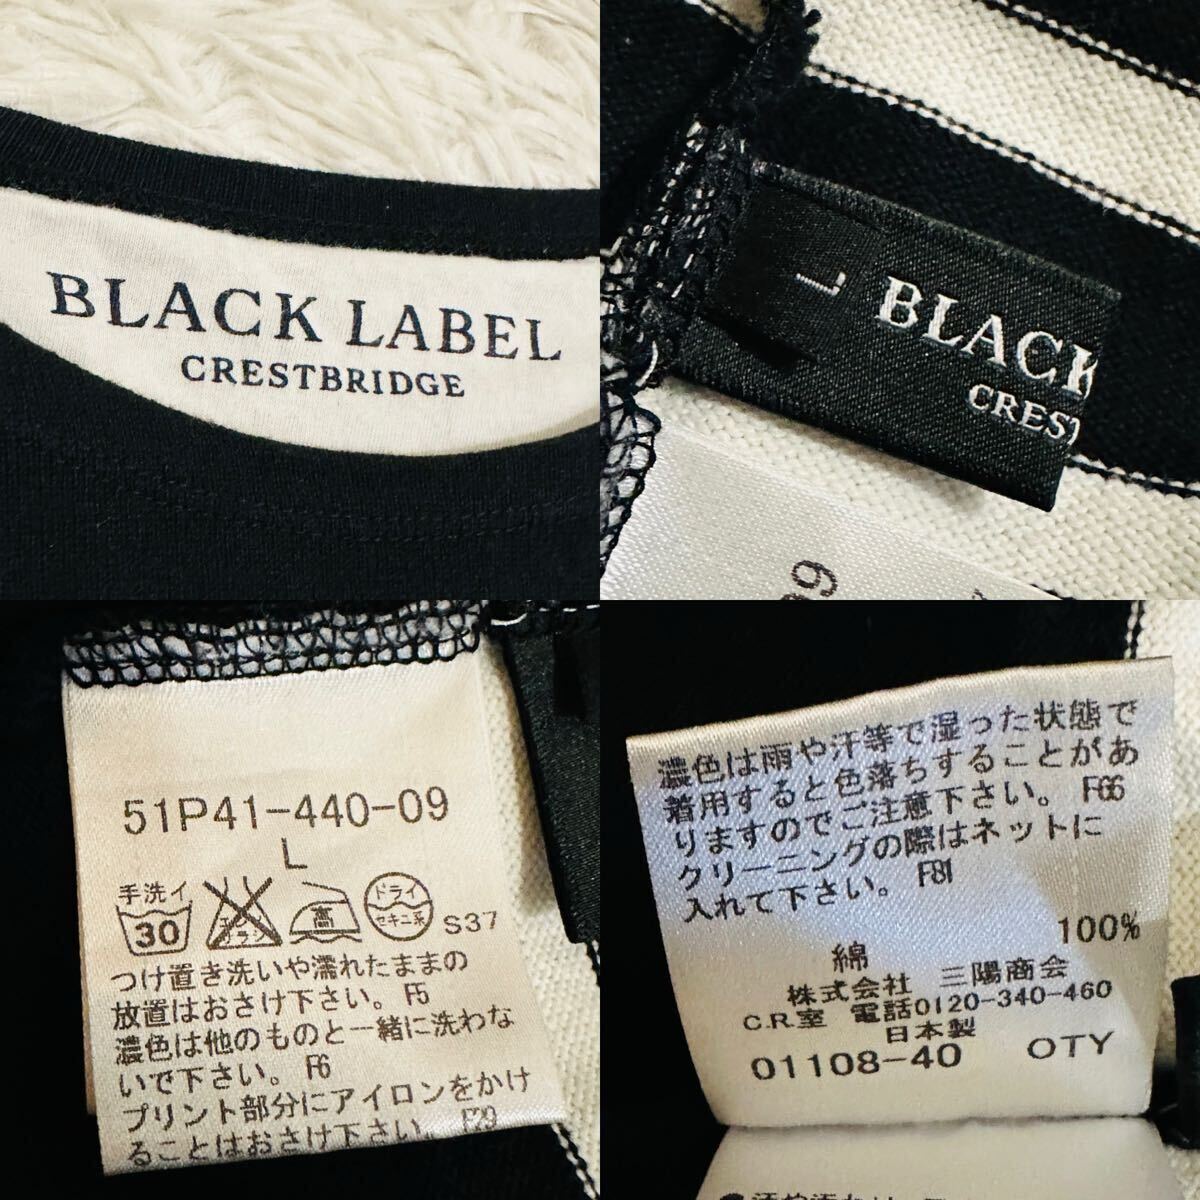 BLACK LABEL
CRESTBRIDGE
L
BLACK
CREST
09
51P41-440-09
L
手洗イ
30
エンソ
サラシ
高
ドライ
セキユ系
S37
つけ置き洗いや濡れたままの
放置はおさけ下さい。F5
濃色は他のものと一緒に洗わな
いで下さい。F6
プリント部分にアイロンをかけ
ることはおさけ下さい。F29
濃色は雨や汗等で湿った状態で
着用すると色落ちすることがあ
りますのでご注意下さい。F66
クリーニングの際はネットに
入れて下さい。F81
綿 100%
株式会社 三陽商会
C.R.室 電話0120-340-460
日本製
01108-40 OTY